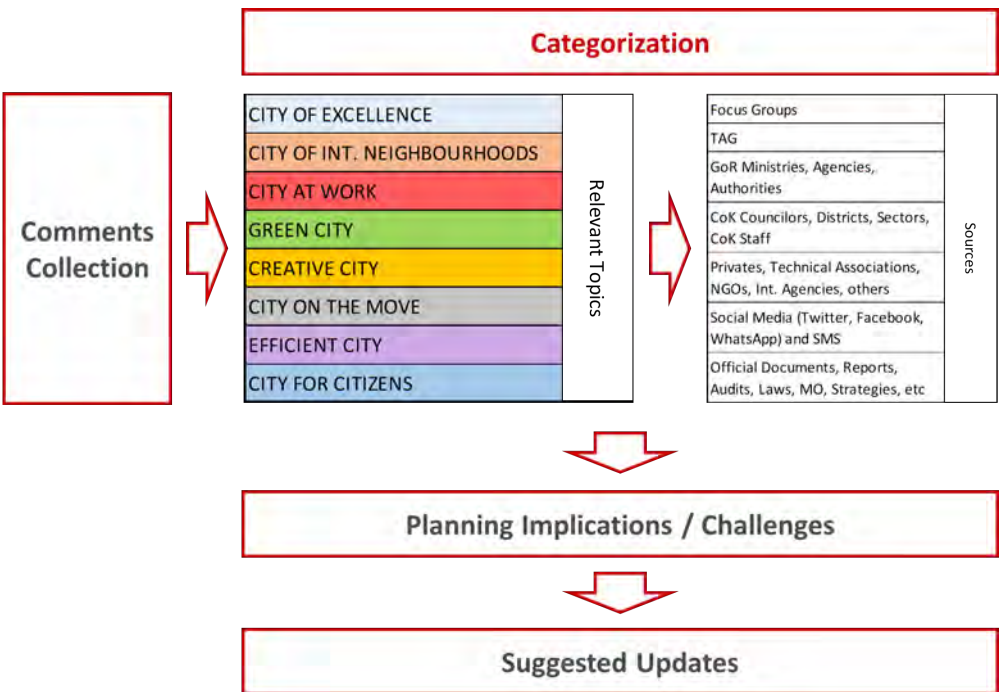 Categorization
Comments
Collection
CITY OF EXCELLENCE
CITY OF INT. NEIGHBOURHOODS
CITY AT WORK
GREEN CITY
CREATIVE CITY
CITY ON THE MOVE
EFFICIENT CITY
CITY FOR CITIZENS
Relevant Topics
Focus Groups
TAG
GoR Ministries, Agencies,
Authorities
CoK Councilors, Districts, Sectors,
CoK Staff
Privates, Technical Associations,
NGOs, Int. Agencies, others
Social Media (Twitter, Facebook,
WhatsApp) and SMS
Official Documents, Reports,
Audits, Laws, MO, Strategies, etc
Sources
Planning Implications / Challenges
Suggested Updates